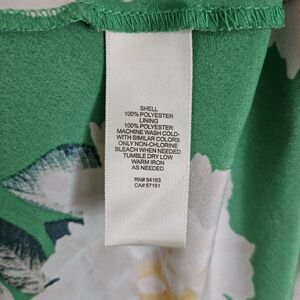 SHELL
100% POLYESTER
LINING
100% POLYESTER
MACHINE WASH COLD-
WITH SIMILAR COLORS
ONLY NON-CHLORINE
BLEACH WHEN NEEDED
TUMBLE DRY LOW
WARM IRON
AS NEEDED
RN# 54163
CA# 57151